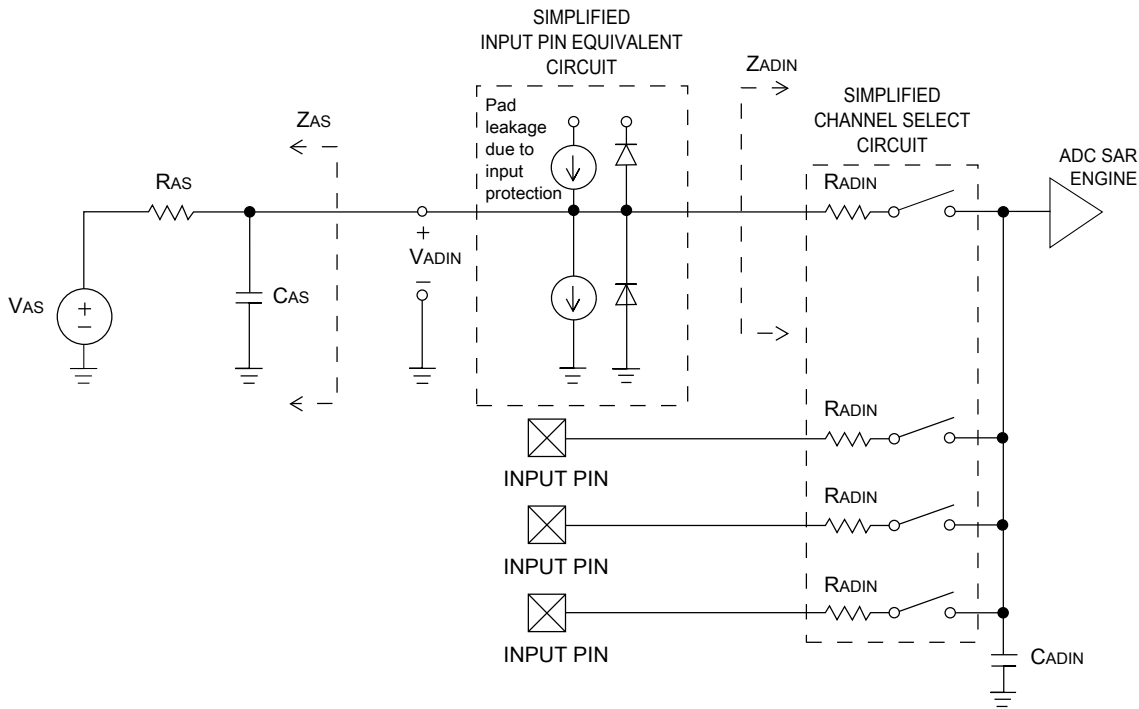 SIMPLIFIED
INPUT PIN EQUIVALENT
CIRCUIT
Pad
leakage
due to
input
protection
ZAS
RAS
VAS
+
−
CAS
+
VADIN
−
ZADIN
SIMPLIFIED
CHANNEL SELECT
CIRCUIT
RADIN
ADC SAR
ENGINE
RADIN
INPUT PIN
RADIN
INPUT PIN
RADIN
INPUT PIN
CADIN